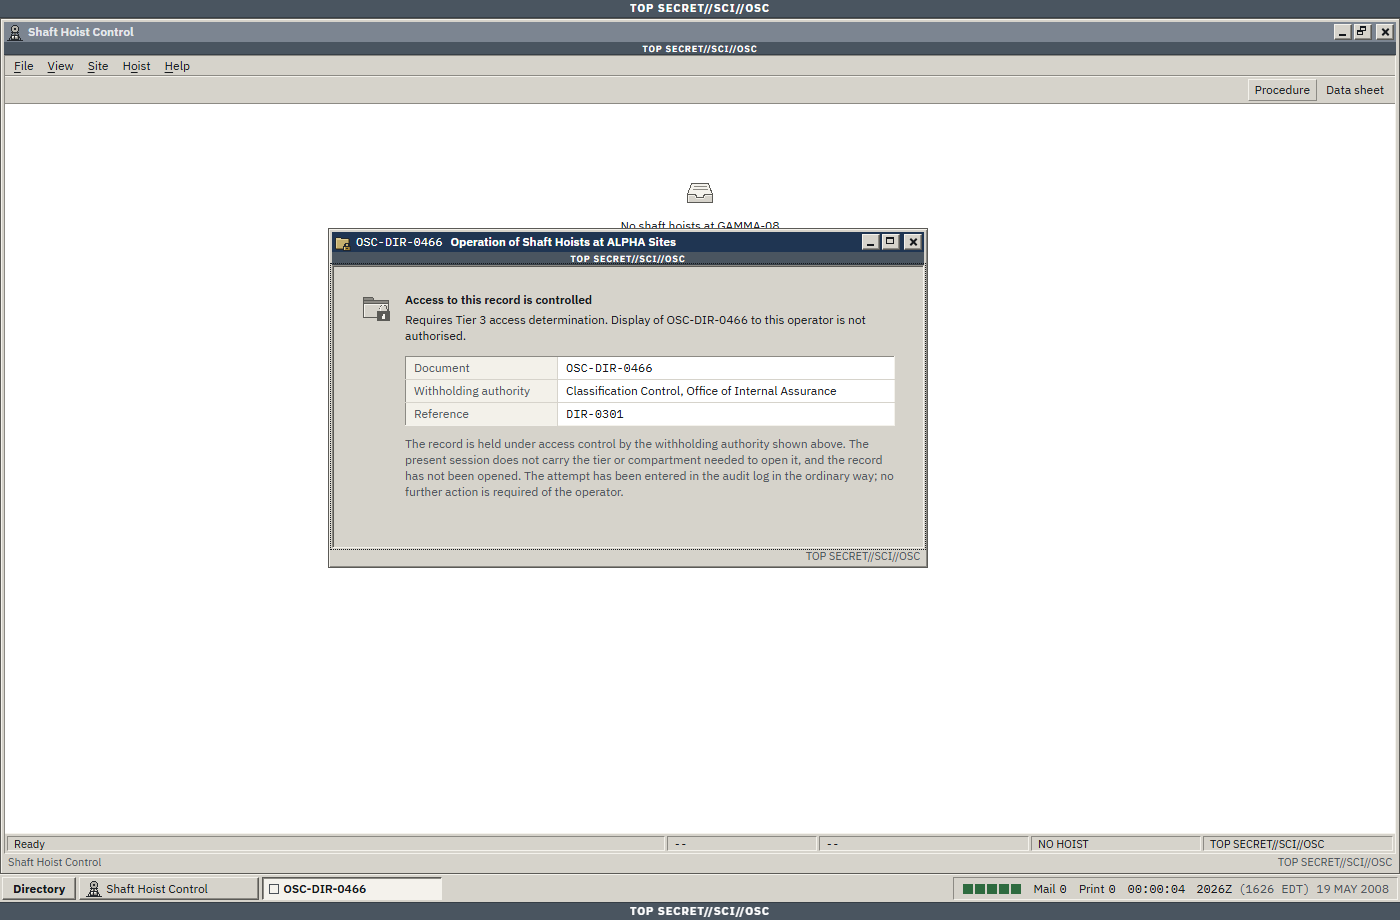 TOP SECRET//SCI//OSC
Shaft Hoist Control
TOP SECRET//SCI//OSC
File View Site Hoist Help
Procedure Data sheet
No shaft hoists at GAMMA-08
OSC-DIR-0466 Operation of Shaft Hoists at ALPHA Sites
TOP SECRET//SCI//OSC
Access to this record is controlled
Requires Tier 3 access determination. Display of OSC-DIR-0466 to this operator is not
authorised.
Document OSC-DIR-0466
Withholding authority Classification Control, Office of Internal Assurance
Reference DIR-0301
The record is held under access control by the withholding authority shown above. The
present session does not carry the tier or compartment needed to open it, and the record
has not been opened. The attempt has been entered in the audit log in the ordinary way; no
further action is required of the operator.
TOP SECRET//SCI//OSC
Ready -- -- NO HOIST TOP SECRET//SCI//OSC
Shaft Hoist Control TOP SECRET//SCI//OSC
Directory Shaft Hoist Control OSC-DIR-0466 Mail 0 Print 0 00:00:04 2026Z (1626 EDT) 19 MAY 2008
TOP SECRET//SCI//OSC